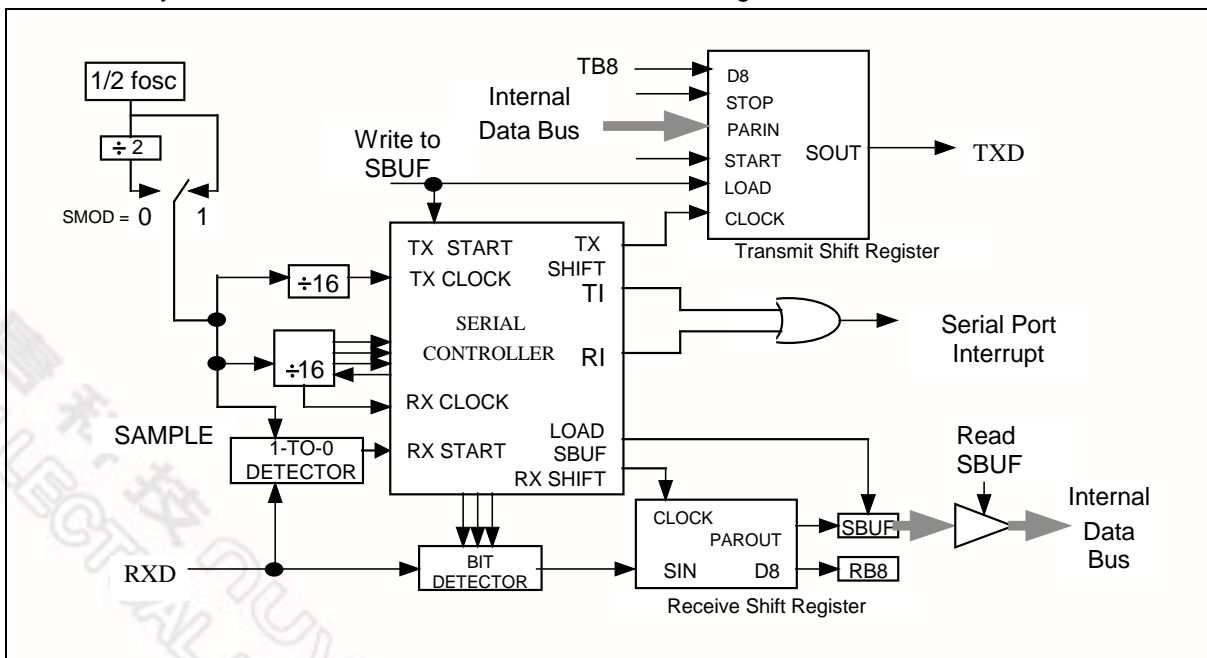 1/2 fosc
÷ 2
SMOD = 0 1
TB8
Internal
Data Bus
Write to
SBUF
D8
STOP
PARIN
START
LOAD
CLOCK
SOUT
TXD
Transmit Shift Register
÷16
÷16
TX START
TX CLOCK
SERIAL
CONTROLLER
RX CLOCK
RX START
TX
SHIFT
TI
RI
LOAD
SBUF
RX SHIFT
Serial Port
Interrupt
SAMPLE
1-TO-0
DETECTOR
RXD
BIT
DETECTOR
CLOCK
PAROUT
SIN D8
Receive Shift Register
SBUF
RB8
Read
SBUF
Internal
Data
Bus